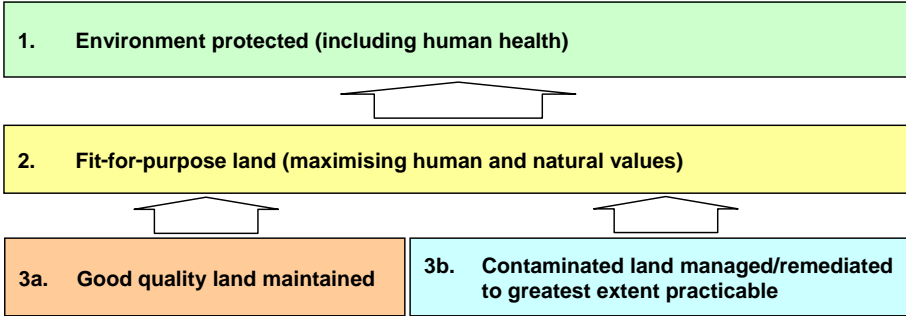 1. Environment protected (including human health)
2. Fit-for-purpose land (maximising human and natural values)
3a. Good quality land maintained
3b. Contaminated land managed/remediated
to greatest extent practicable